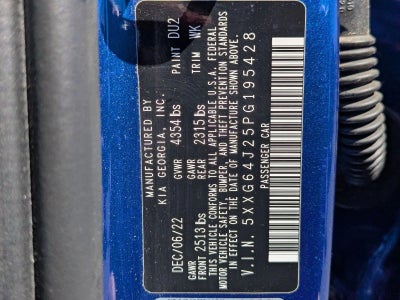 MANUFACTURED BY
KIA GEORGIA, INC.
PAINT DU2
DEC/06/22
GVWR 4354 lbs
TRIM WK
GAWR FRONT 2513 lbs
GAWR REAR 2315 lbs
THIS VEHICLE CONFORMS TO ALL APPLICABLE U.S.A. FEDERAL
MOTOR VEHICLE SAFETY, BUMPER, AND THEFT PREVENTION STANDARDS
IN EFFECT ON THE DATE OF MANUFACTURE SHOWN ABOVE.
V.I.N. 5XXG64J25PG195428
PASSENGER CAR